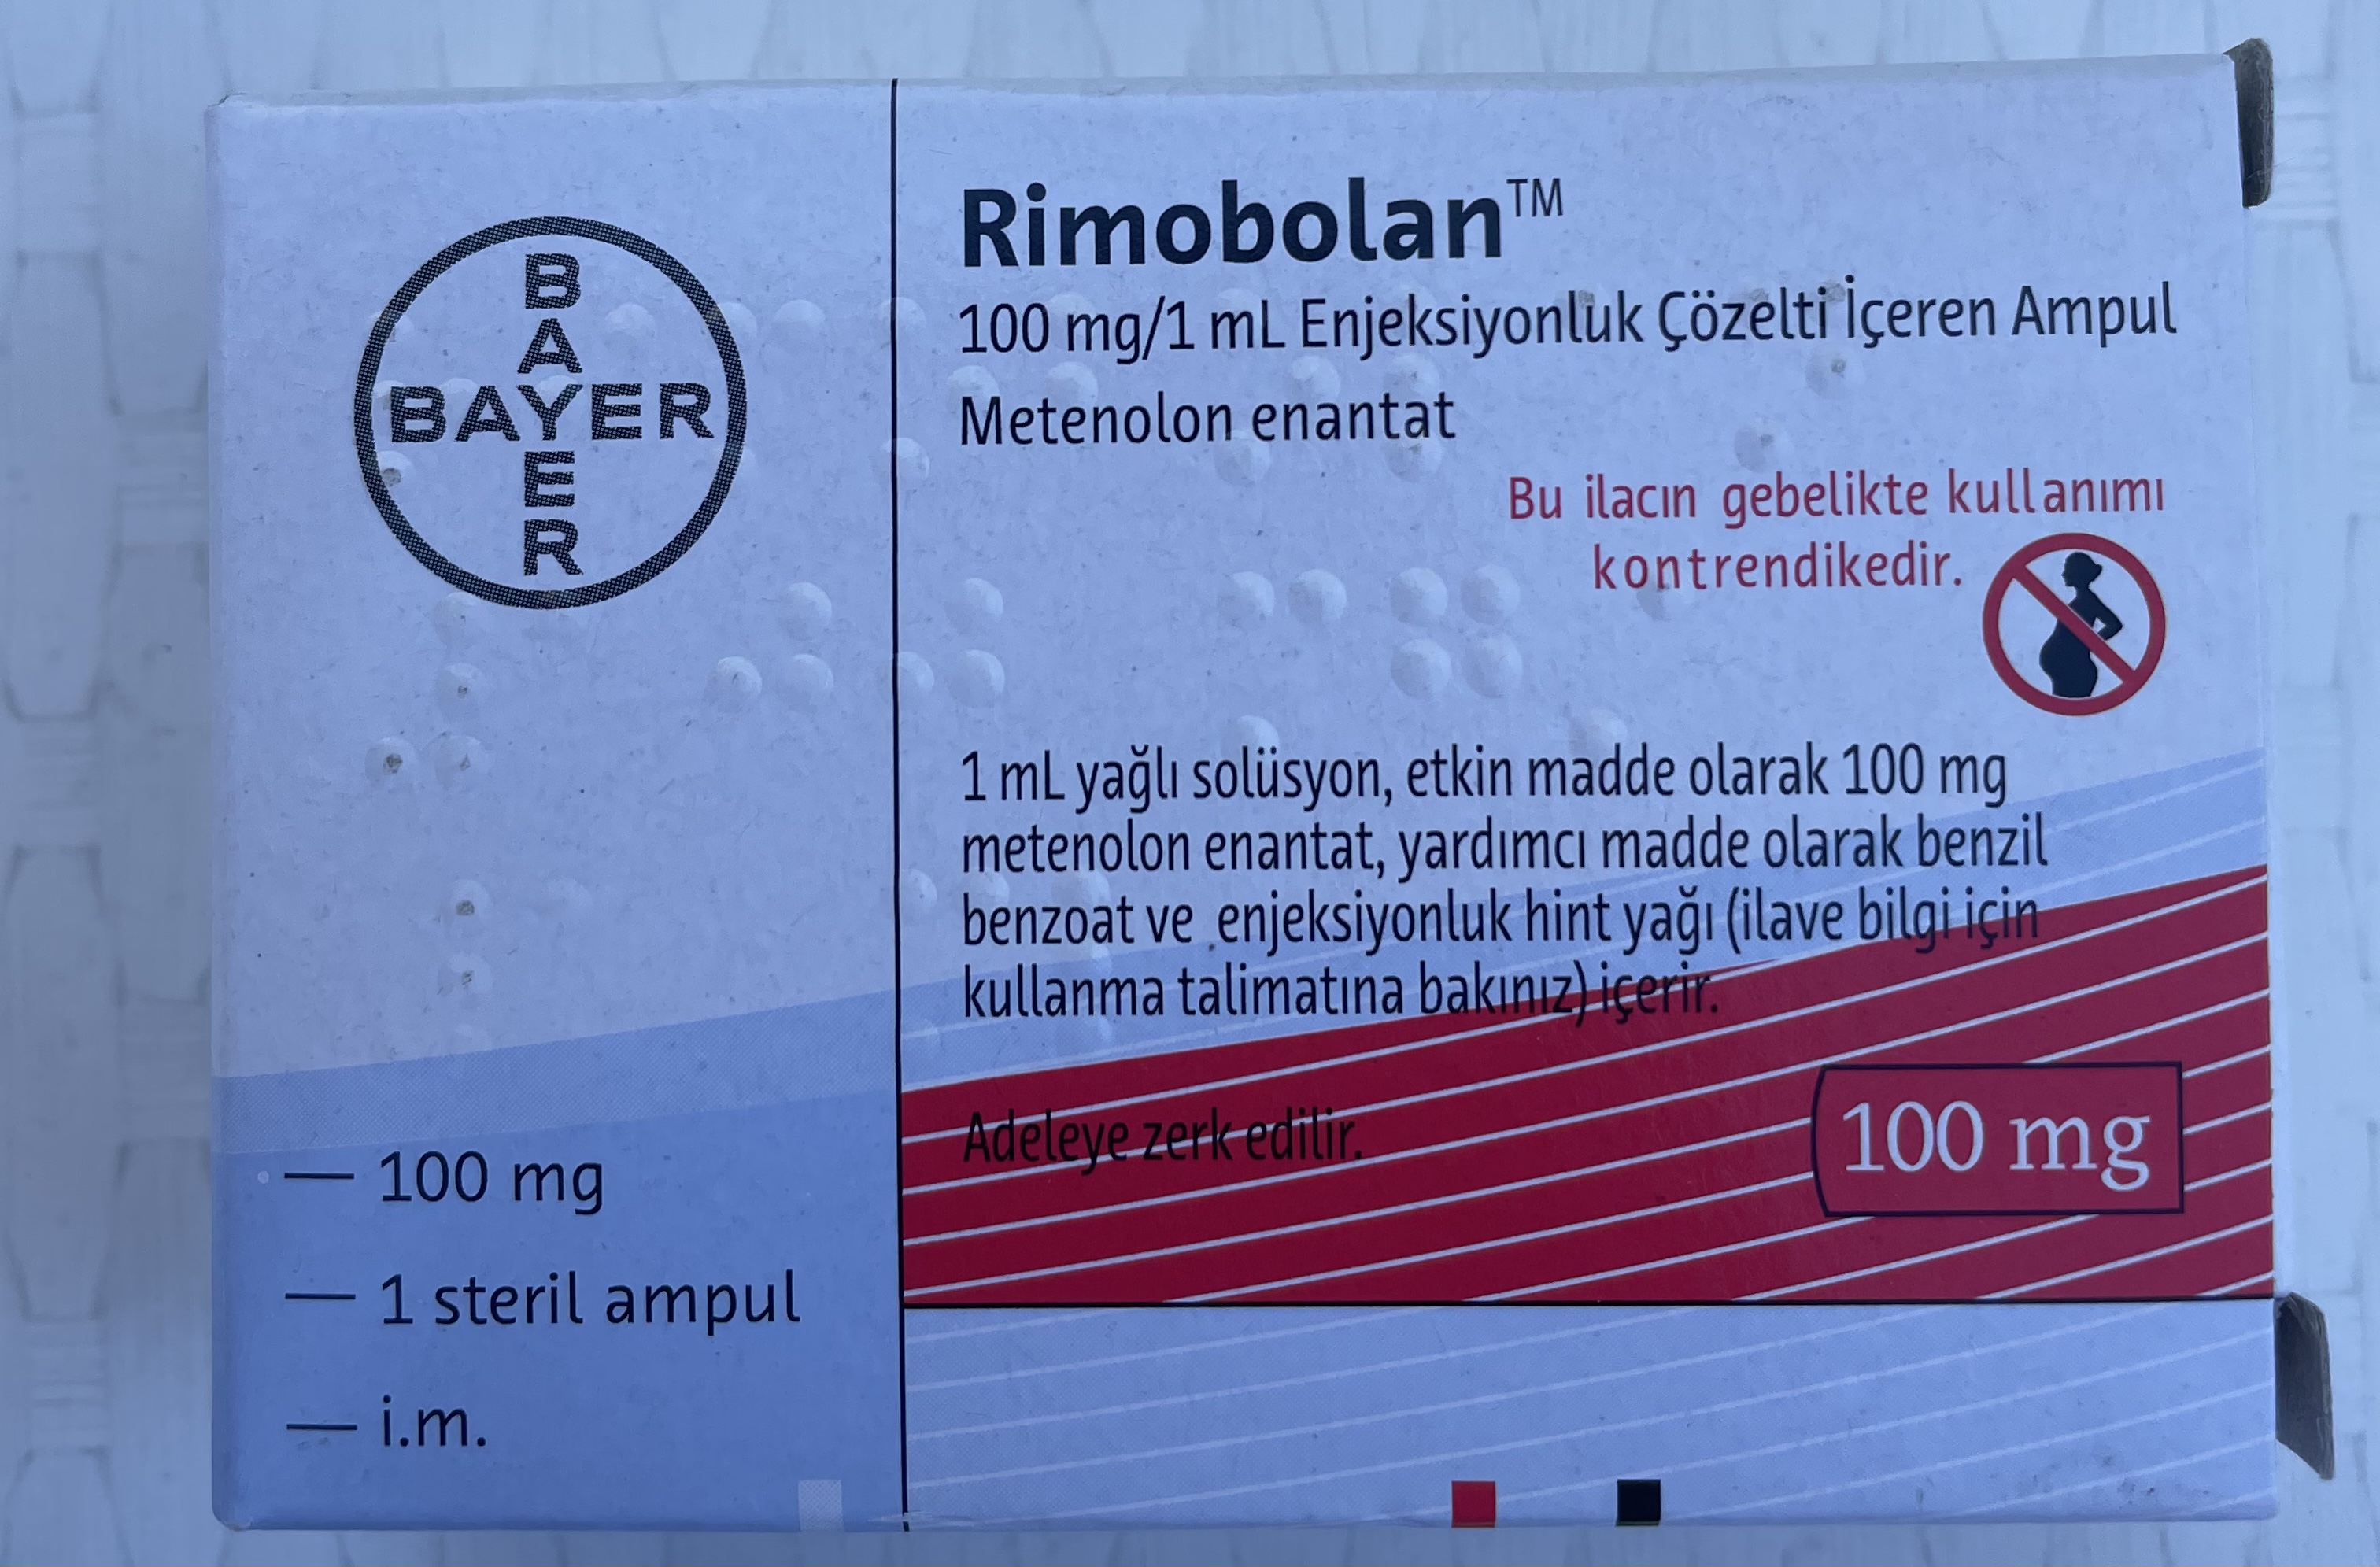 B
A
BAYER
E
R
Rimobolan™
100 mg/1 mL Enjeksiyonluk Çözelti İçeren Ampul
Metenolon enantat
Bu ilacın gebelikte kullanımı
kontrendikedir.
1 mL yağlı solüsyon, etkin madde olarak 100 mg
metenolon enantat, yardımcı madde olarak benzil
benzoat ve enjeksiyonluk hint yağı (ilave bilgi için
kullanma talimatına bakınız) içerir.
Adeleye zerk edilir.
100 mg
— 100 mg
— 1 steril ampul
— i.m.